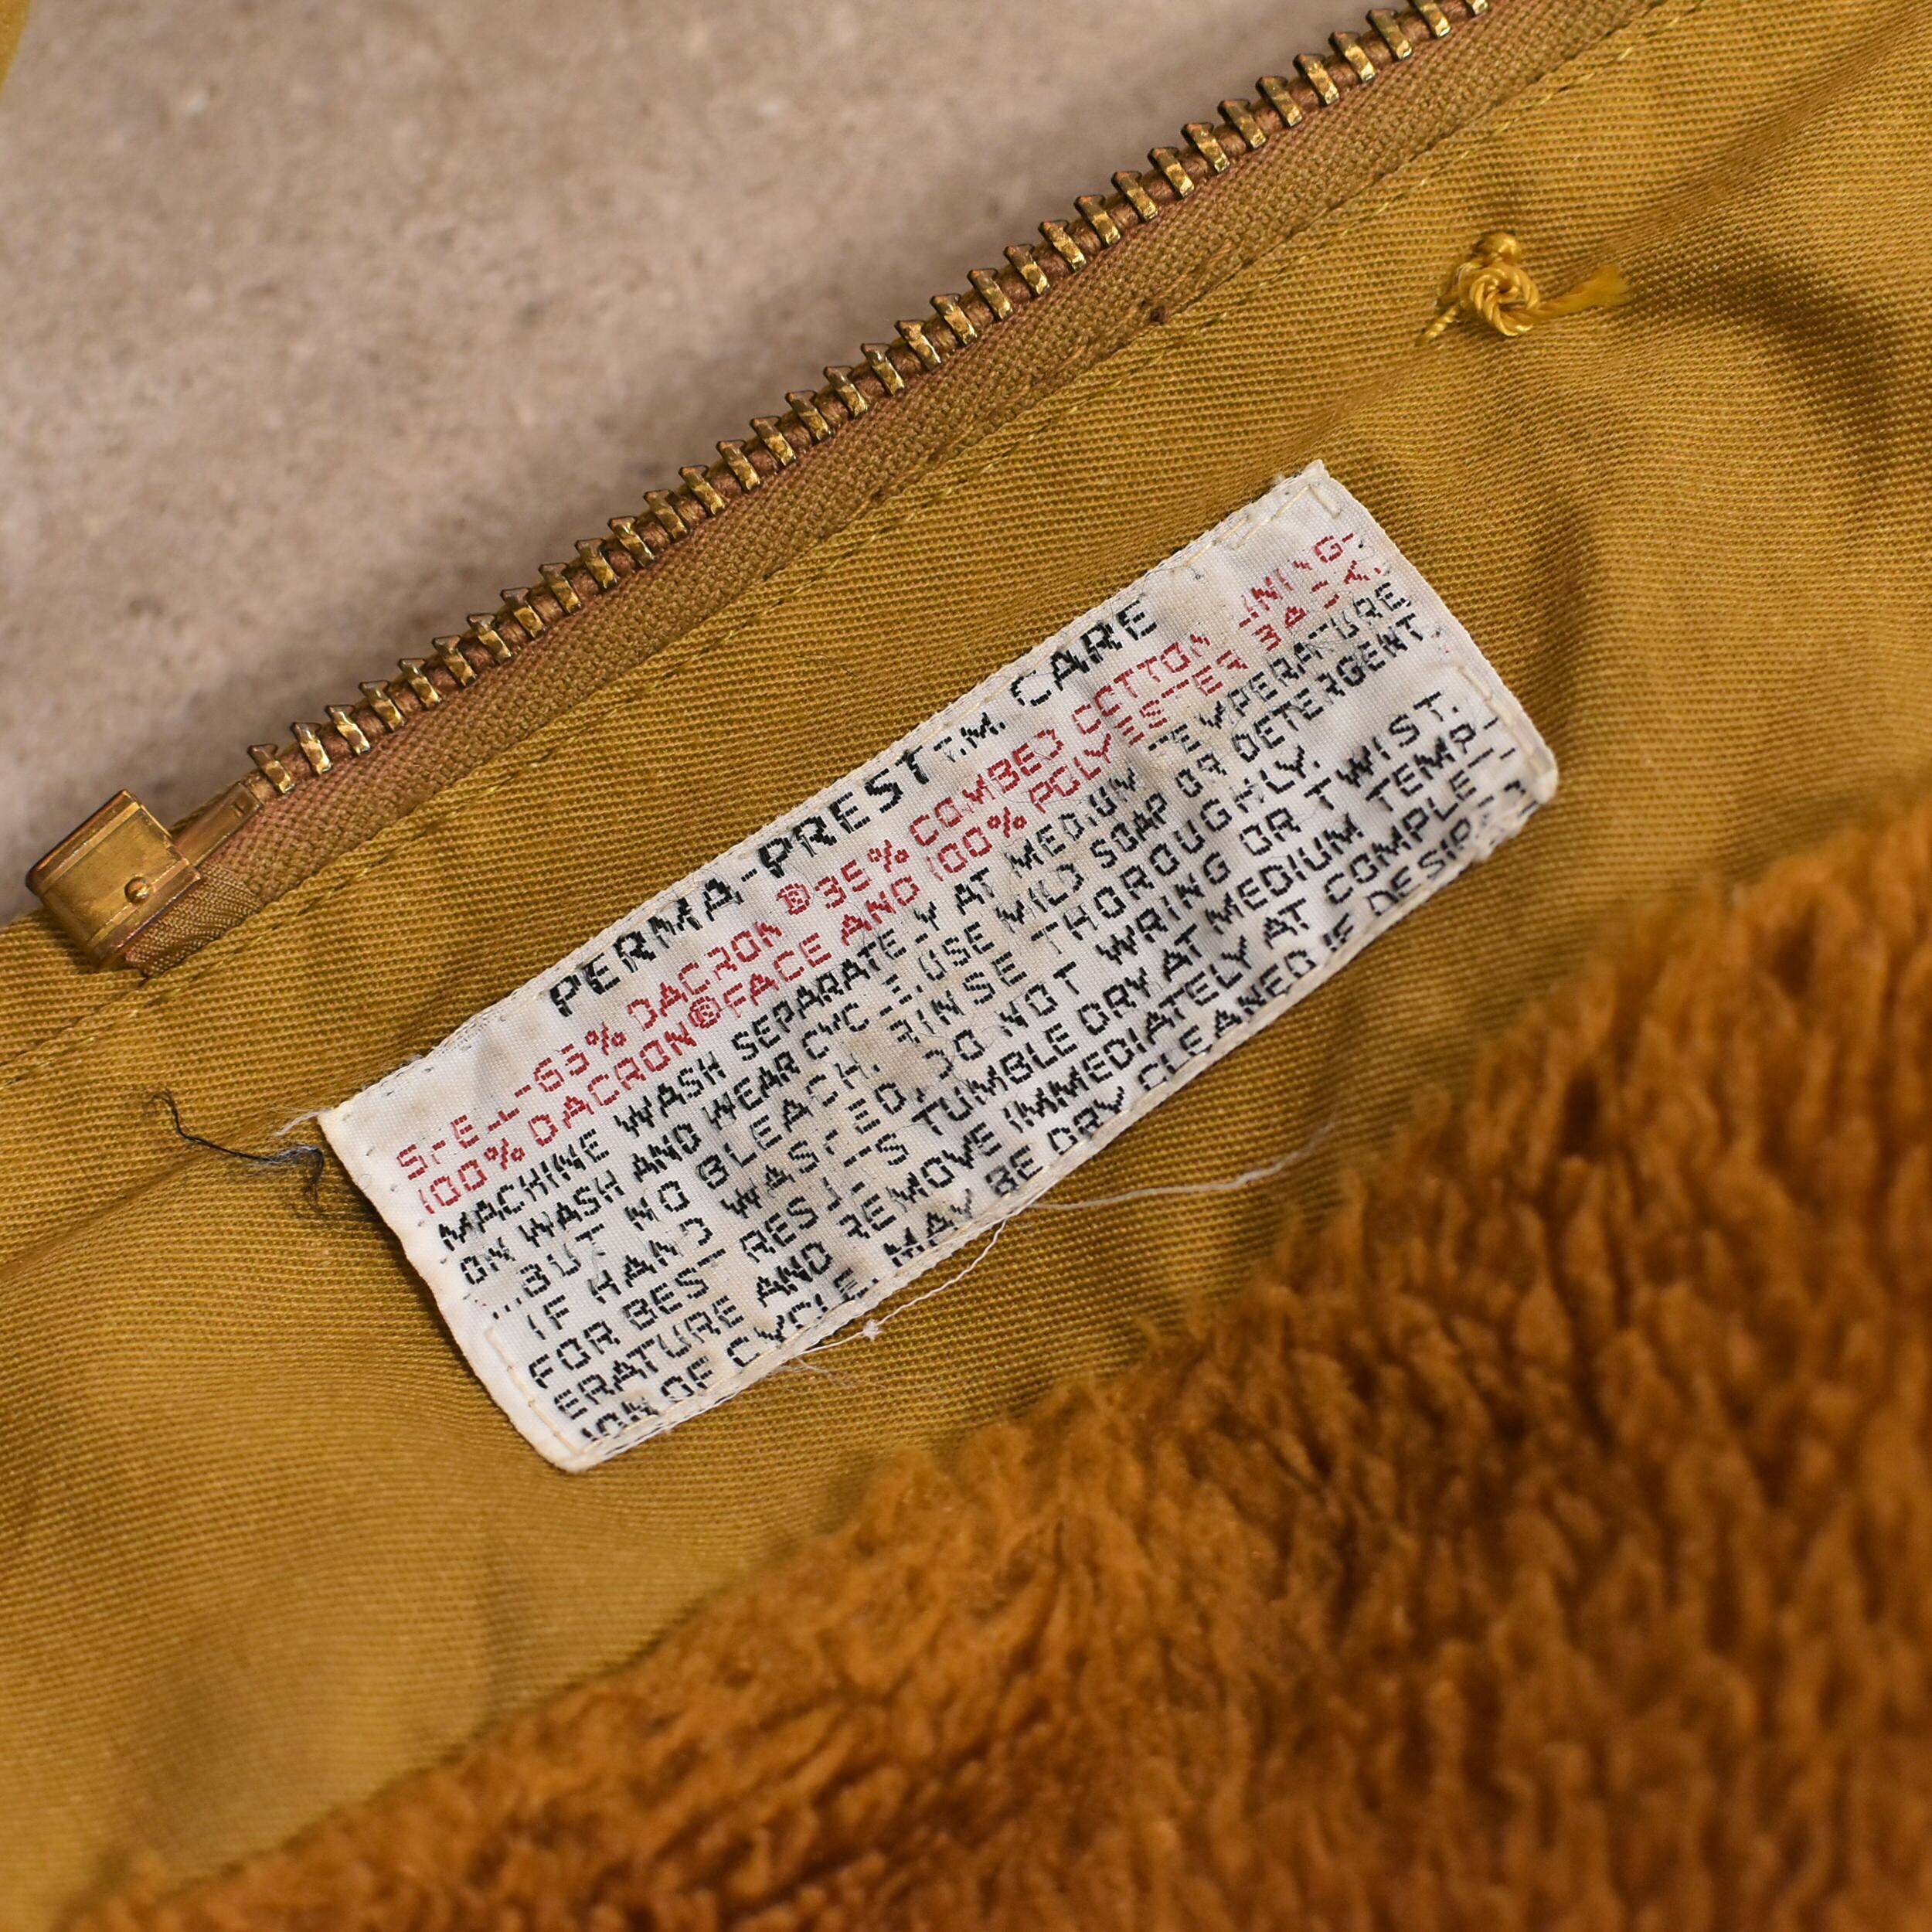 PERMA-PREST T.M. CARE
SHELL-65% DACRON ® 35% COMBED COTTON LINING-
100% DACRON® FACE AND 100% POLYESTER BACK.
MACHINE WASH SEPARATELY AT MEDIUM TEMPERATURE
ON WASH AND WEAR CYCLE. USE MILD SOAP OR DETERGENT
...BUT NO BLEACH. RINSE THOROUGHLY.
IF HAND WASHED, DO NOT WRING OR TWIST.
FOR BEST RESULTS TUMBLE DRY AT MEDIUM TEMP-
ERATURE AND REMOVE IMMEDIATELY AT COMPLET-
ION OF CYCLE. MAY BE DRY CLEANED IF DESIRED